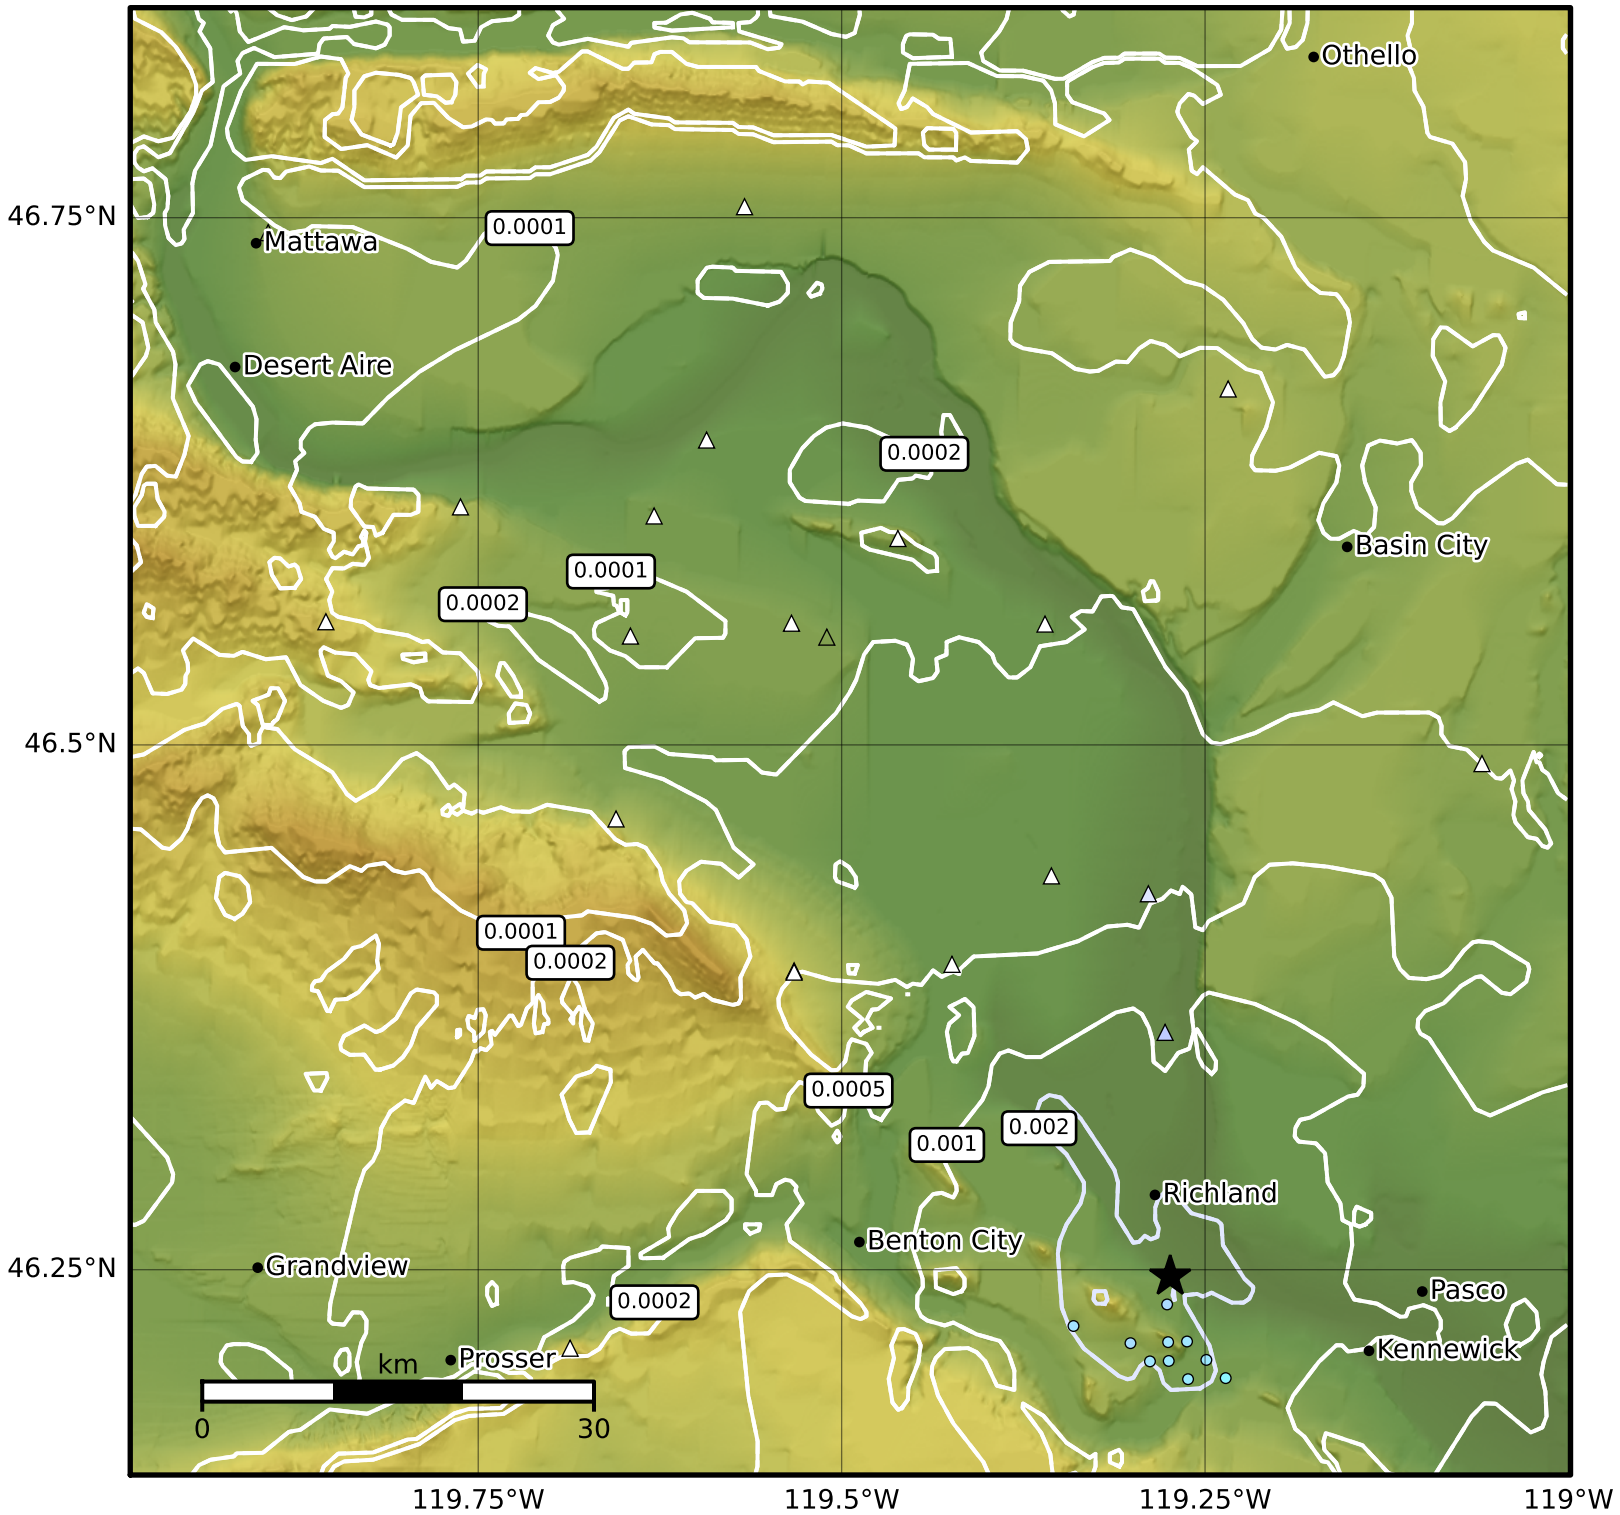 Othello
46.75°N
0.0001
Mattawa
Desert Aire
0.0002
Basin City
0.0001
0.0002
46.5°N
0.0001
0.0002
0.0005
0.002
0.001
Richland
Benton City
46.25°N
Grandview
Pasco
0.0002
Kennewick
Prosser
km
0
30
119.75°W
119.5°W
119.25°W
119°W